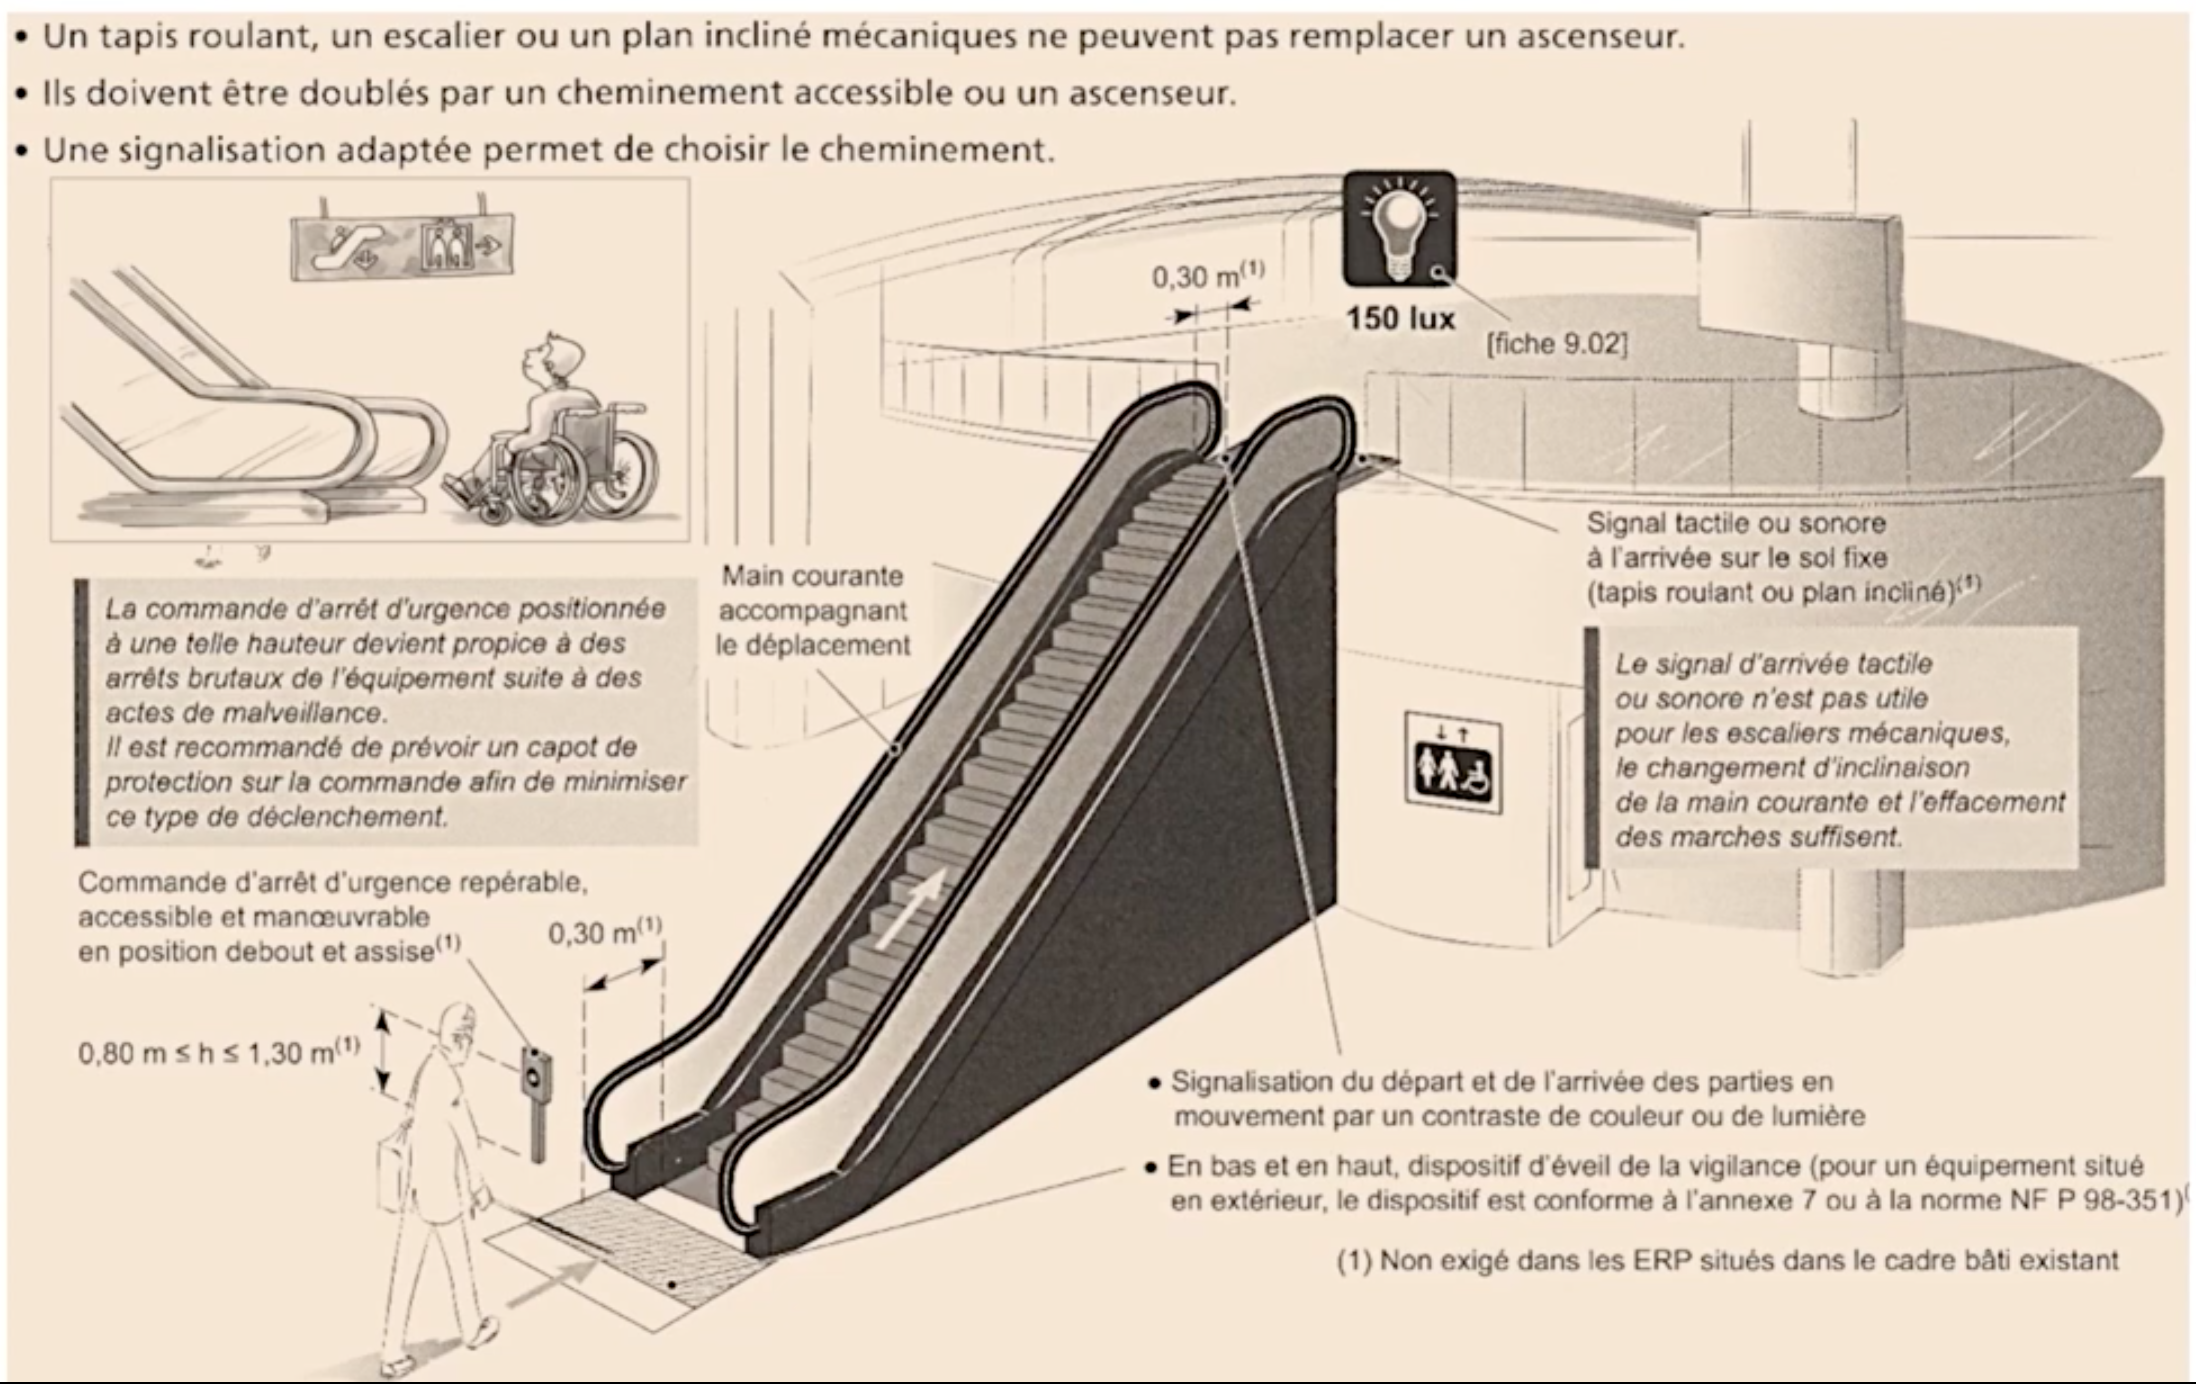 • Un tapis roulant, un escalier ou un plan incliné mécaniques ne peuvent pas remplacer un ascenseur.
• Ils doivent être doublés par un cheminement accessible ou un ascenseur.
• Une signalisation adaptée permet de choisir le cheminement.
0,30 m(1)
150 lux
[fiche 9.02]
Signal tactile ou sonore
à l'arrivée sur le sol fixe
(tapis roulant ou plan incliné)(1)
Main courante
accompagnant
le déplacement
La commande d'arrêt d'urgence positionnée
à une telle hauteur devient propice à des
arrêts brutaux de l'équipement suite à des
actes de malveillance.
Il est recommandé de prévoir un capot de
protection sur la commande afin de minimiser
ce type de déclenchement.
Le signal d'arrivée tactile
ou sonore n'est pas utile
pour les escaliers mécaniques,
le changement d'inclinaison
de la main courante et l'effacement
des marches suffisent.
Commande d'arrêt d'urgence repérable,
accessible et manœuvrable
en position debout et assise(1)
0,30 m(1)
0,80 m ≤ h ≤ 1,30 m(1)
• Signalisation du départ et de l'arrivée des parties en
mouvement par un contraste de couleur ou de lumière
• En bas et en haut, dispositif d'éveil de la vigilance (pour un équipement situé
en extérieur, le dispositif est conforme à l'annexe 7 ou à la norme NF P 98-351)(
(1) Non exigé dans les ERP situés dans le cadre bâti existant